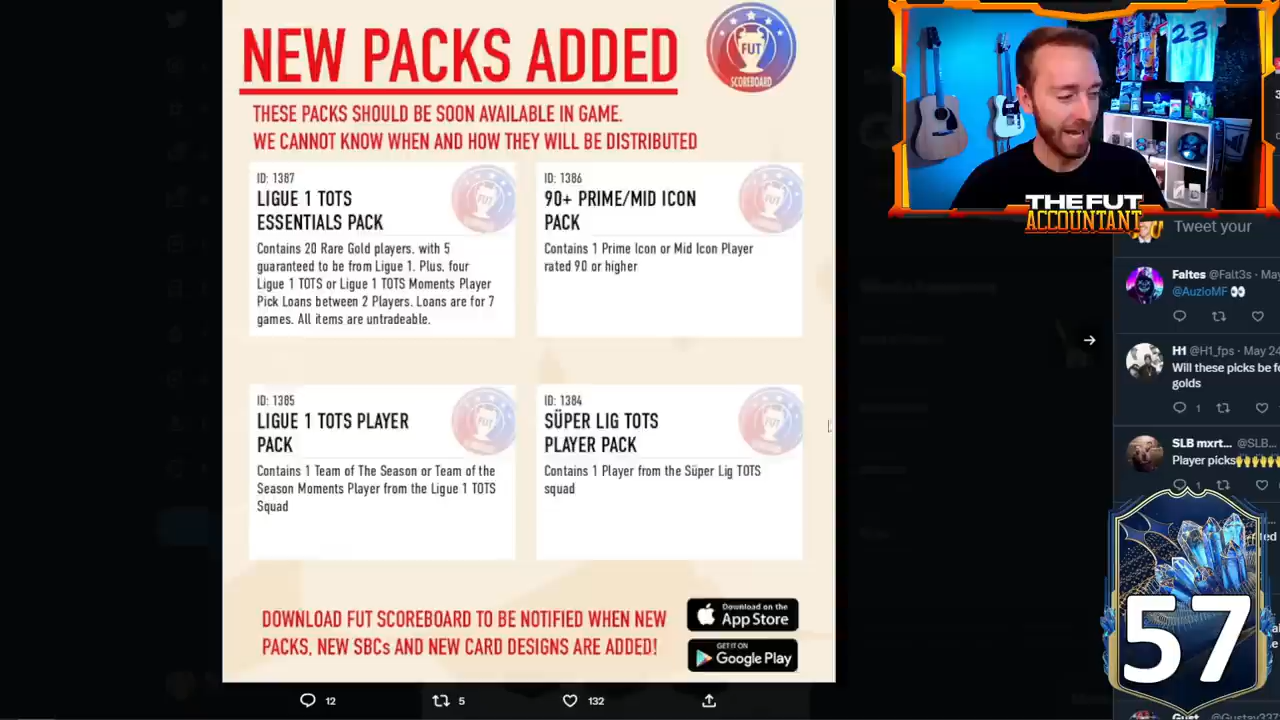 NEW PACKS ADDED
FUT
SCOREBOARD
THESE PACKS SHOULD BE SOON AVAILABLE IN GAME.
WE CANNOT KNOW WHEN AND HOW THEY WILL BE DISTRIBUTED
ID: 1387
LIGUE 1 TOTS
ESSENTIALS PACK
Contains 20 Rare Gold players, with 5
guaranteed to be from Ligue 1. Plus, four
Ligue 1 TOTS or Ligue 1 TOTS Moments Player
Pick Loans between 2 Players. Loans are for 7
games. All items are untradeable.
FUT
ID: 1386
90+ PRIME/MID ICON
PACK
Contains 1 Prime Icon or Mid Icon Player
rated 90 or higher
FUT
ID: 1385
LIGUE 1 TOTS PLAYER
PACK
Contains 1 Team of The Season or Team of the
Season Moments Player from the Ligue 1 TOTS
Squad
FUT
ID: 1384
SÜPER LIG TOTS
PLAYER PACK
Contains 1 Player from the Süper Lig TOTS
squad
FUT
DOWNLOAD FUT SCOREBOARD TO BE NOTIFIED WHEN NEW
PACKS, NEW SBCs AND NEW CARD DESIGNS ARE ADDED!
Download on the
App Store
GET IT ON
Google Play
12
5
132
23
THE FUT
ACCOUNTANT
Tweet your
Faltes @Falt3s · May
@AuzioMF 👀
H1 @H1_fps · May 24
Will these picks be fo
golds
1
SLB mxrt... @SLB...
Player picks🙌🙌🙌
1
57